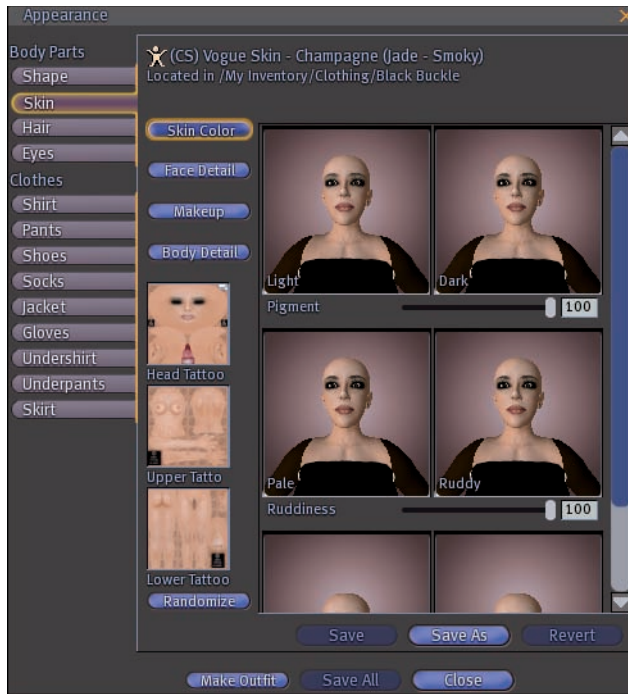 Appearance
Body Parts
Shape
Skin
Hair
Eyes
Clothes
Shirt
Pants
Shoes
Socks
Jacket
Gloves
Undershirt
Underpants
Skirt
(CS) Vogue Skin - Champagne (Jade - Smoky)
Located in /My Inventory/Clothing/Black Buckle
Skin Color
Face Detail
Makeup
Body Detail
Head Tattoo
Upper Tatto
Lower Tattoo
Randomize
Light
Dark
Pigment
100
Pale
Ruddy
Ruddiness
100
Save
Save As
Revert
Make Outfit
Save All
Close